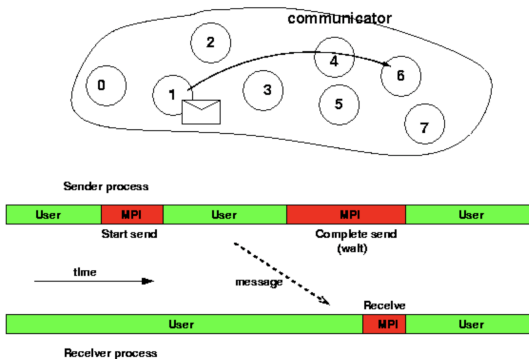 communicator
2
4
6
0
1
3
5
7
Sender process
User MPI User MPI User
Start send Complete send
(wait)
time
message
Receive
User MPI User
Receiver process